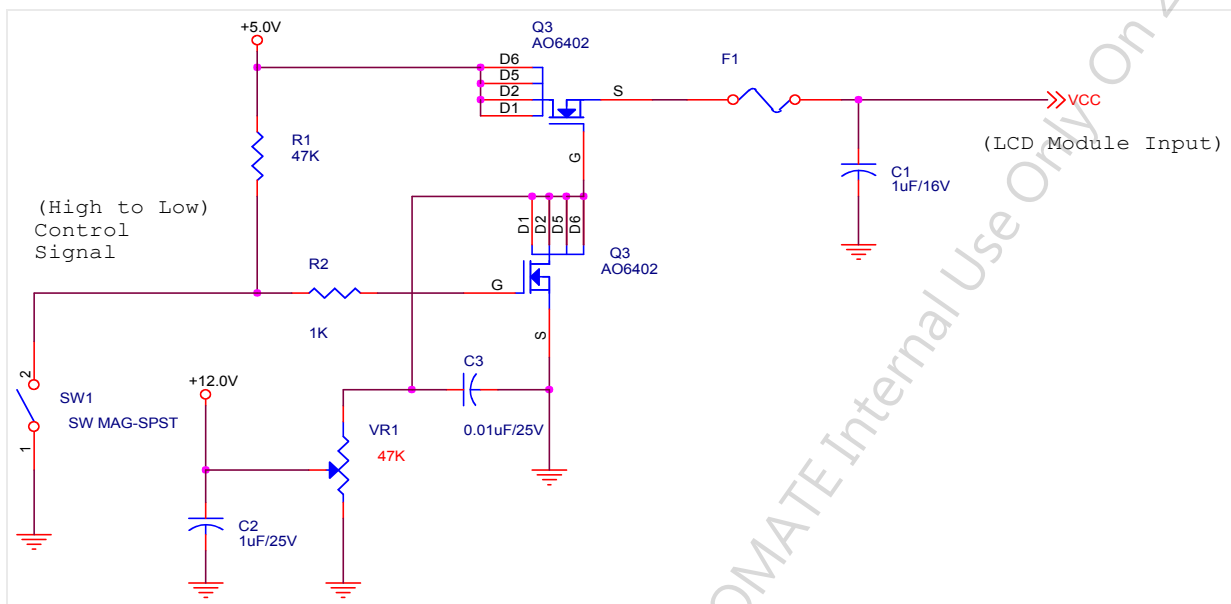 +5.0V
Q3
AO6402
D6
D5
D2
D1
S
G
F1
VCC
(LCD Module Input)
R1
47K
C1
1uF/16V
(High to Low)
Control
Signal
D1
D2
D5
D6
Q3
AO6402
R2
1K
G
S
C3
0.01uF/25V
+12.0V
2
SW1
SW MAG-SPST
1
VR1
47K
C2
1uF/25V
OMATE Internal Use Only On 2